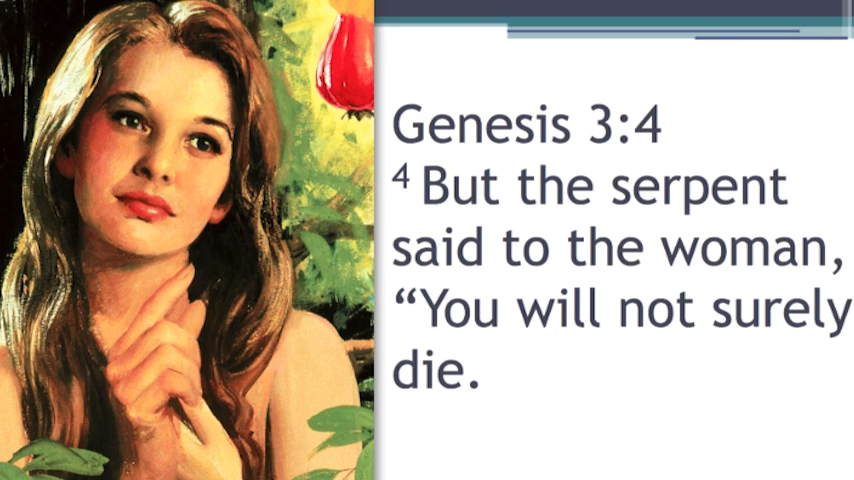 Genesis 3:4
4 But the serpent
said to the woman,
“You will not surely
die.